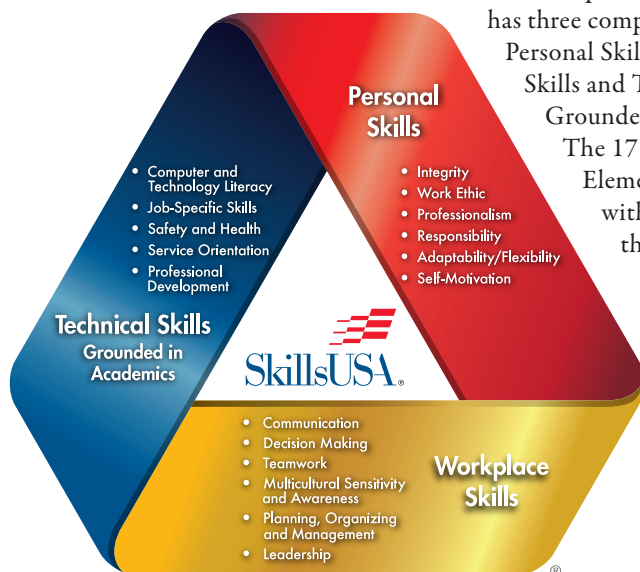 has three comp
Personal Skil
Skills and T
Grounde
The 17
Eleme
with
th
Personal
Skills
• Integrity
• Work Ethic
• Professionalism
• Responsibility
• Adaptability/Flexibility
• Self-Motivation
• Computer and
Technology Literacy
• Job-Specific Skills
• Safety and Health
• Service Orientation
• Professional
Development
Technical Skills
Grounded in
Academics
SkillsUSA®
• Communication
• Decision Making
• Teamwork
• Multicultural Sensitivity
and Awareness
• Planning, Organizing
and Management
• Leadership
Workplace
Skills
®